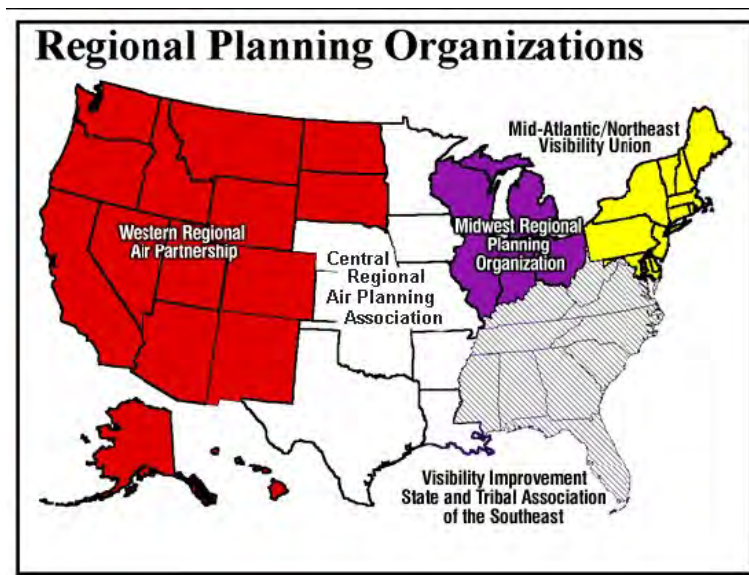 Regional Planning Organizations
Mid-Atlantic/Northeast
Visibility Union
Western Regional
Air Partnership
Central
Regional
Air Planning
Association
Midwest Regional
Planning
Organization
Visibility Improvement
State and Tribal Association
of the Southeast